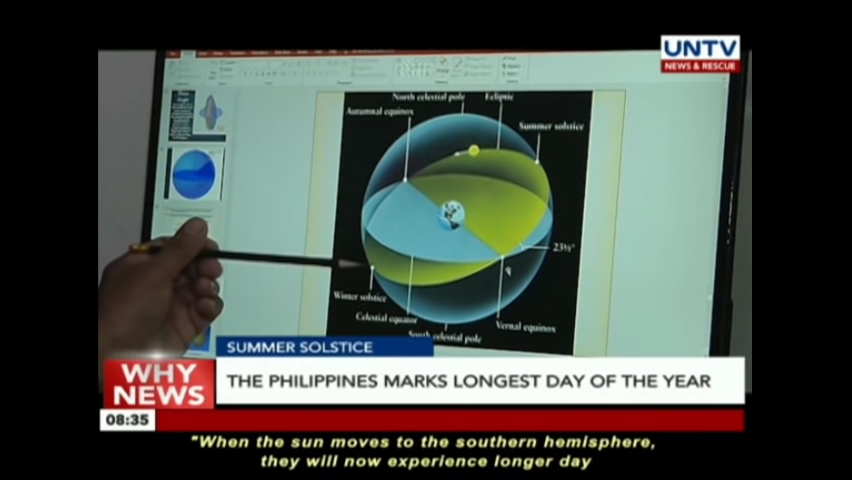 UNTV
NEWS & RESCUE
North celestial pole
Ecliptic
Autumnal equinox
Summer solstice
23½°
Winter solstice
Celestial equator
Vernal equinox
South celestial pole
SUMMER SOLSTICE
WHY NEWS
THE PHILIPPINES MARKS LONGEST DAY OF THE YEAR
08:35
"When the sun moves to the southern hemisphere,
they will now experience longer day